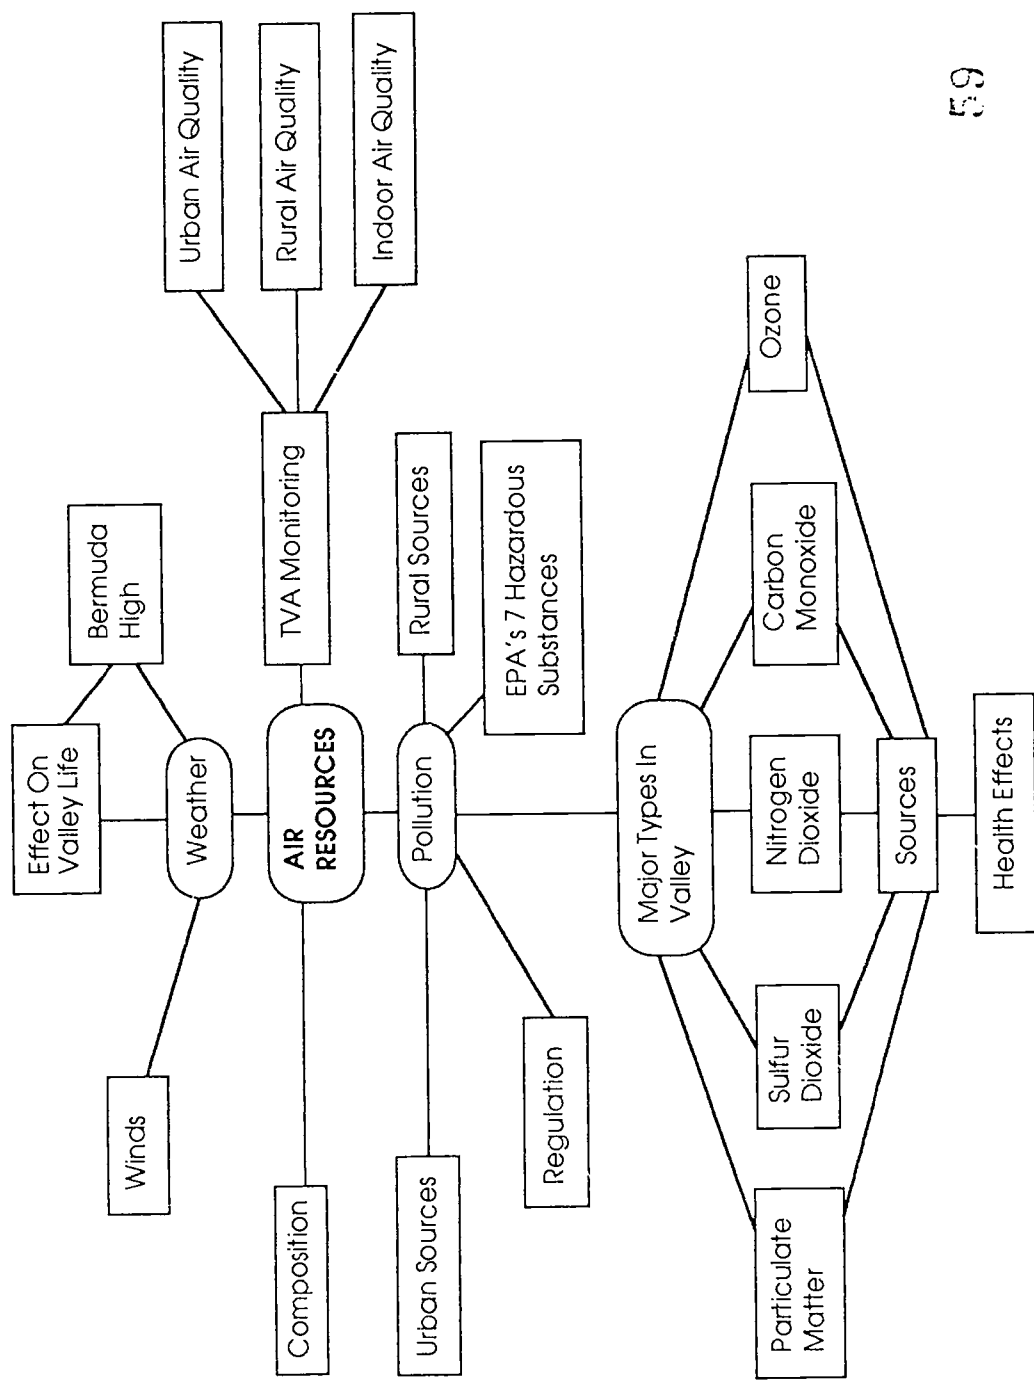 Effect On
Valley Life
Bermuda
High
Winds
Weather
Composition
AIR
RESOURCES
TVA Monitoring
Urban Air Quality
Rural Air Quality
Indoor Air Quality
Urban Sources
Pollution
Rural Sources
Regulation
EPA's 7 Hazardous
Substances
Major Types In
Valley
Particulate
Matter
Sulfur
Dioxide
Nitrogen
Dioxide
Carbon
Monoxide
Ozone
Sources
Health Effects
59